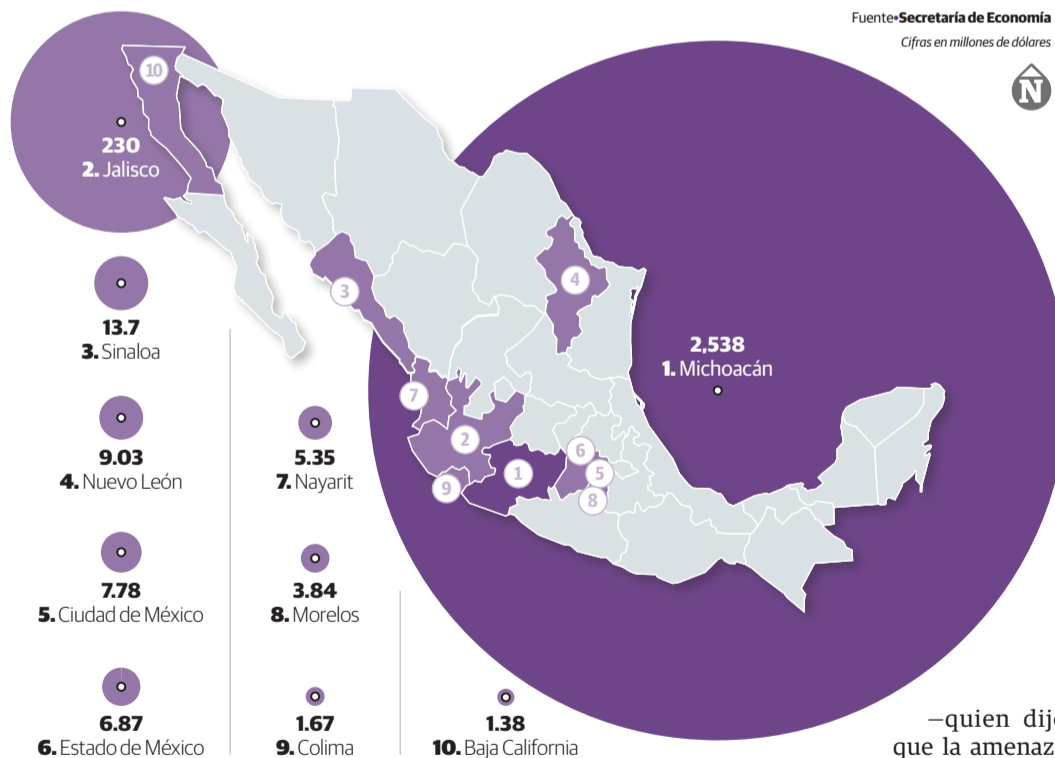 Fuente•Secretaría de Economía
Cifras en millones de dólares
N
10
230
2. Jalisco
3
4
13.7
3. Sinaloa
2,538
1. Michoacán
7
2
6
1
5
9
8
9.03
4. Nuevo León
5.35
7. Nayarit
7.78
5. Ciudad de México
3.84
8. Morelos
6.87
6. Estado de México
1.67
9. Colima
1.38
10. Baja California
—quien dijo
que la amenaz